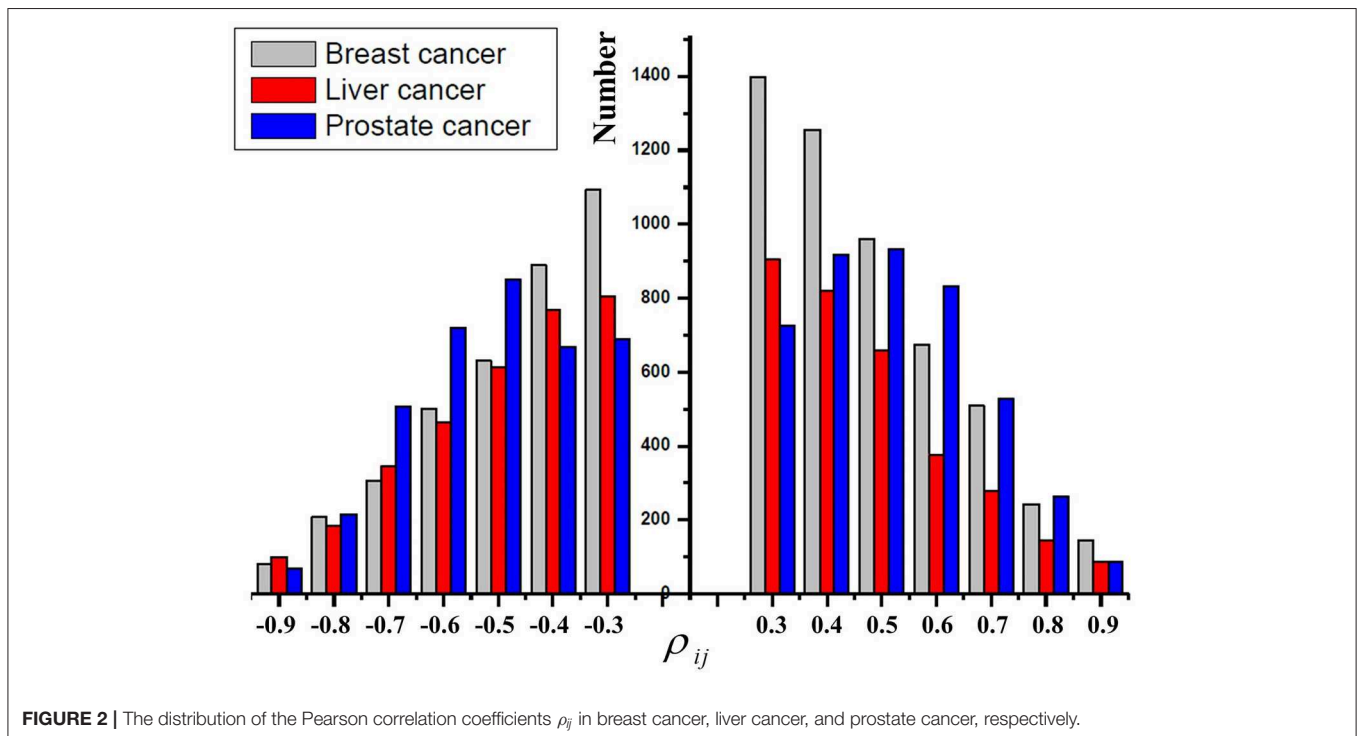 Breast cancer
Liver cancer
Prostate cancer
Number
1400
1200
1000
800
600
400
200
0
-0.9 -0.8 -0.7 -0.6 -0.5 -0.4 -0.3 0.3 0.4 0.5 0.6 0.7 0.8 0.9
ρij
FIGURE 2 | The distribution of the Pearson correlation coefficients ρij in breast cancer, liver cancer, and prostate cancer, respectively.